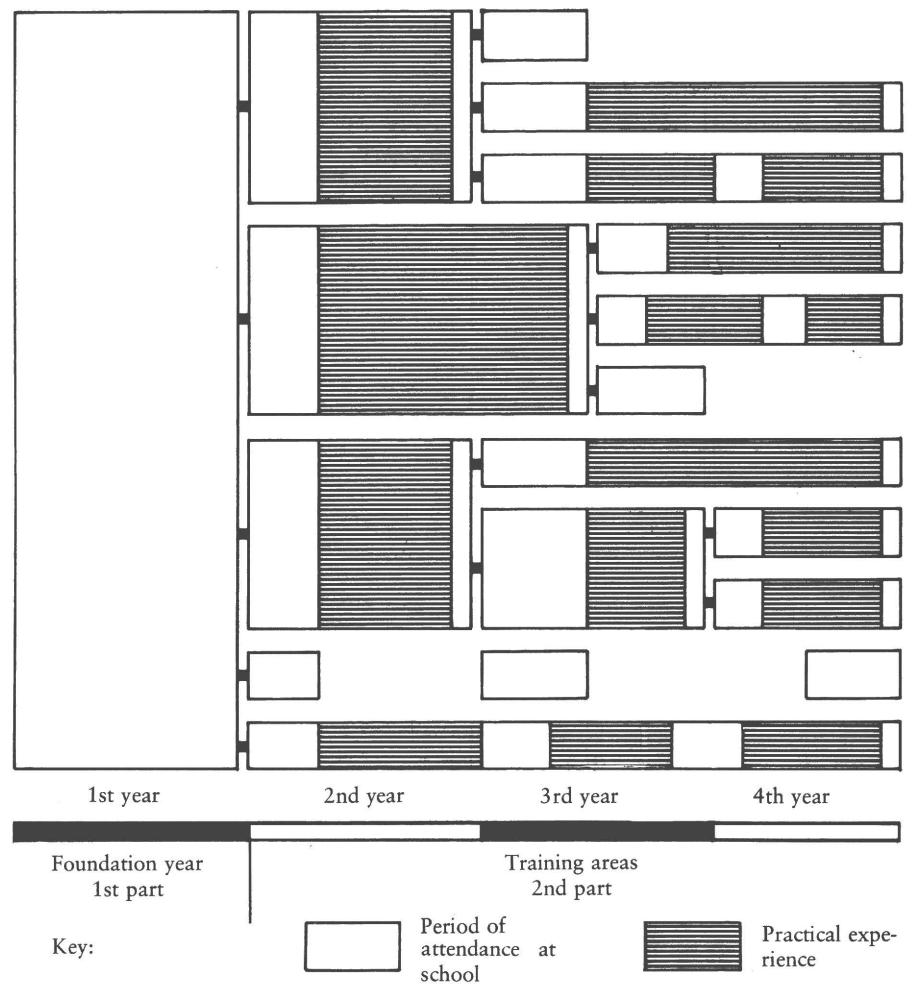 1st year
2nd year
3rd year
4th year
Foundation year
1st part
Training areas
2nd part
Key:
Period of
attendance at
school
Practical expe-
rience